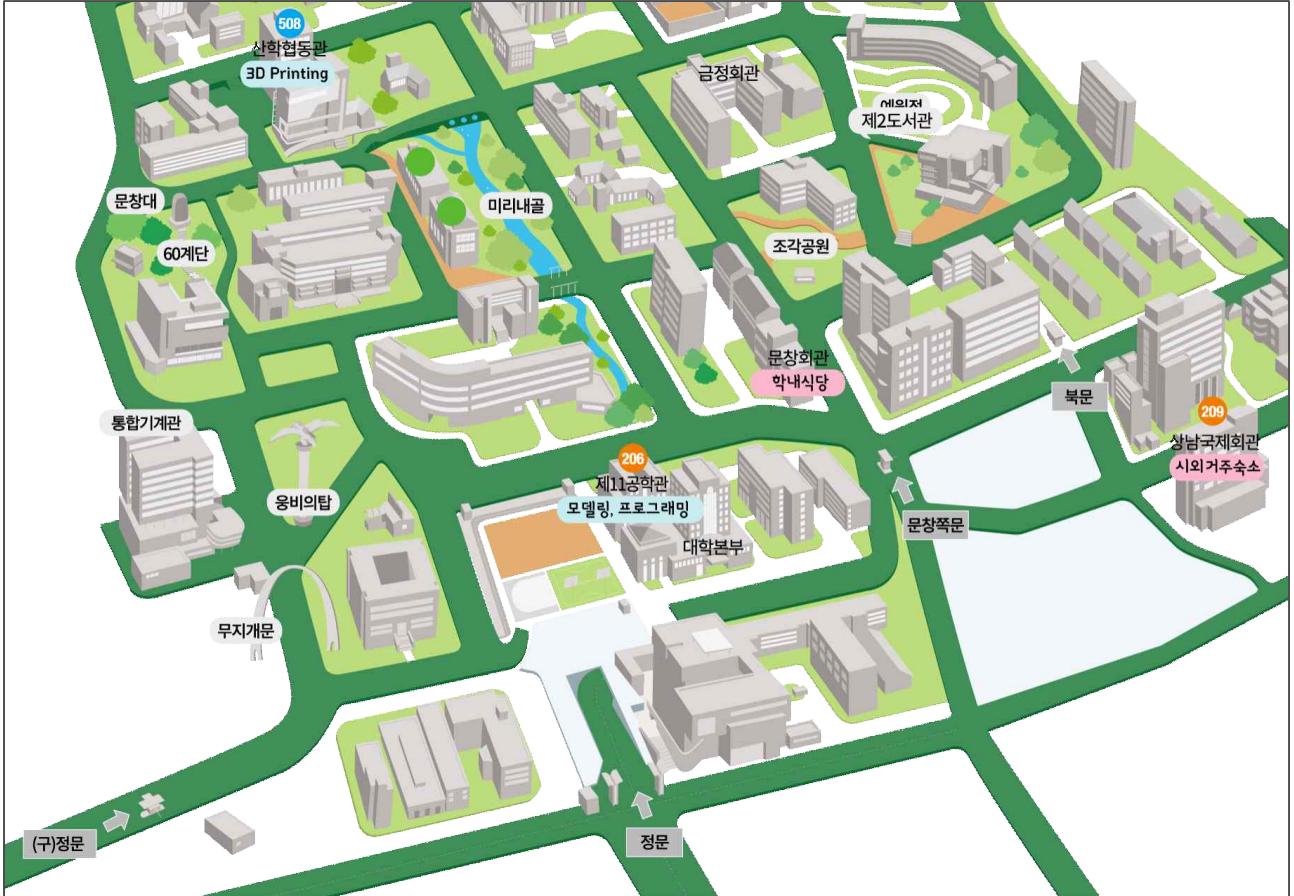 508
산학협동관
3D Printing
금정회관
예원정
제2도서관
문창대
미리내골
60계단
조각공원
문창회관
학내식당
북문
통합기계관
209
상남국제회관
시외거주숙소
206
제11공학관
모델링, 프로그래밍
웅비의탑
문창쪽문
대학본부
무지개문
(구)정문
정문